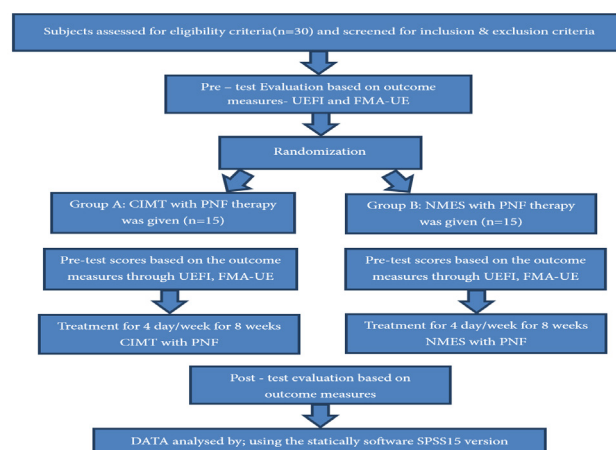 Subjects assessed for eligibility criteria(n=30) and screened for inclusion & exclusion criteria
Pre – test Evaluation based on outcome
measures- UEFI and FMA-UE
Randomization
Group A: CIMT with PNF therapy
was given (n=15)
Group B: NMES with PNF therapy
was given (n=15)
Pre-test scores based on the outcome
measures through UEFI, FMA-UE
Pre-test scores based on the outcome
measures through UEFI, FMA-UE
Treatment for 4 day/week for 8 weeks
CIMT with PNF
Treatment for 4 day/week for 8 weeks
NMES with PNF
Post - test evaluation based on
outcome measures
DATA analysed by; using the statically software SPSS15 version